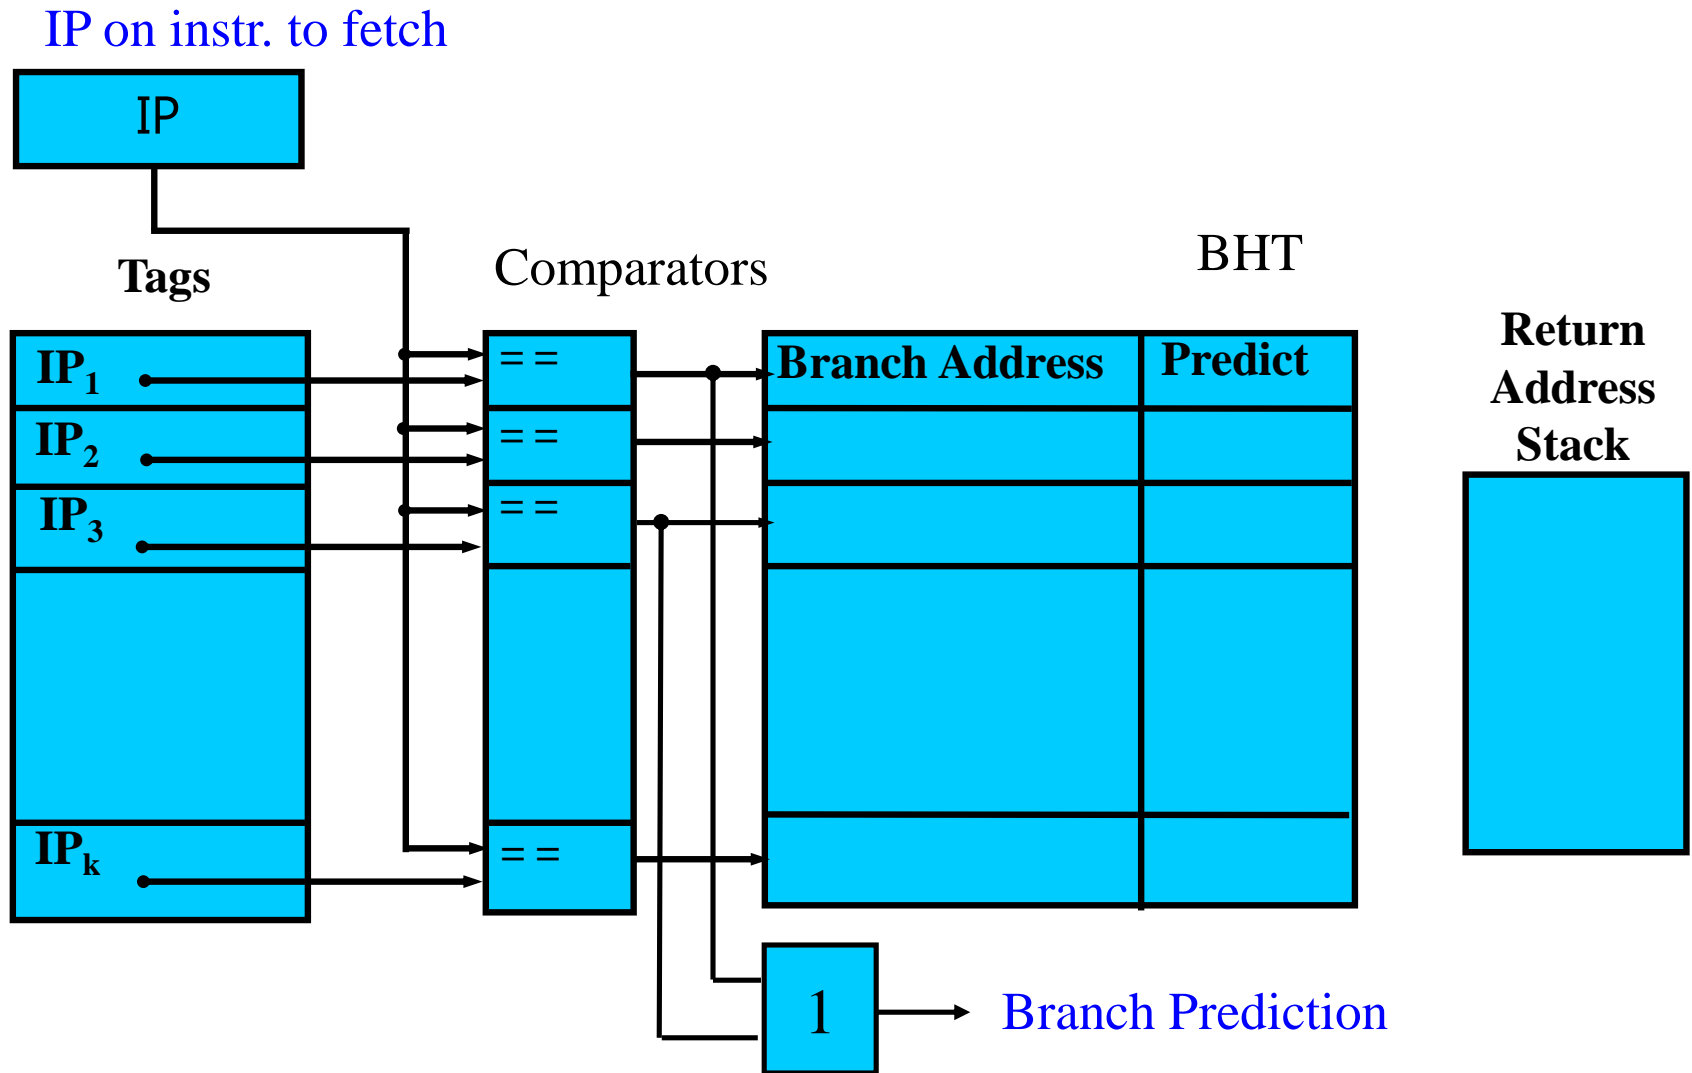 IP on instr. to fetch
IP
Tags
Comparators
BHT
Return
Address
Stack
IP1
= =
Branch Address
Predict
IP2
= =
IP3
= =
IPk
= =
1
Branch Prediction